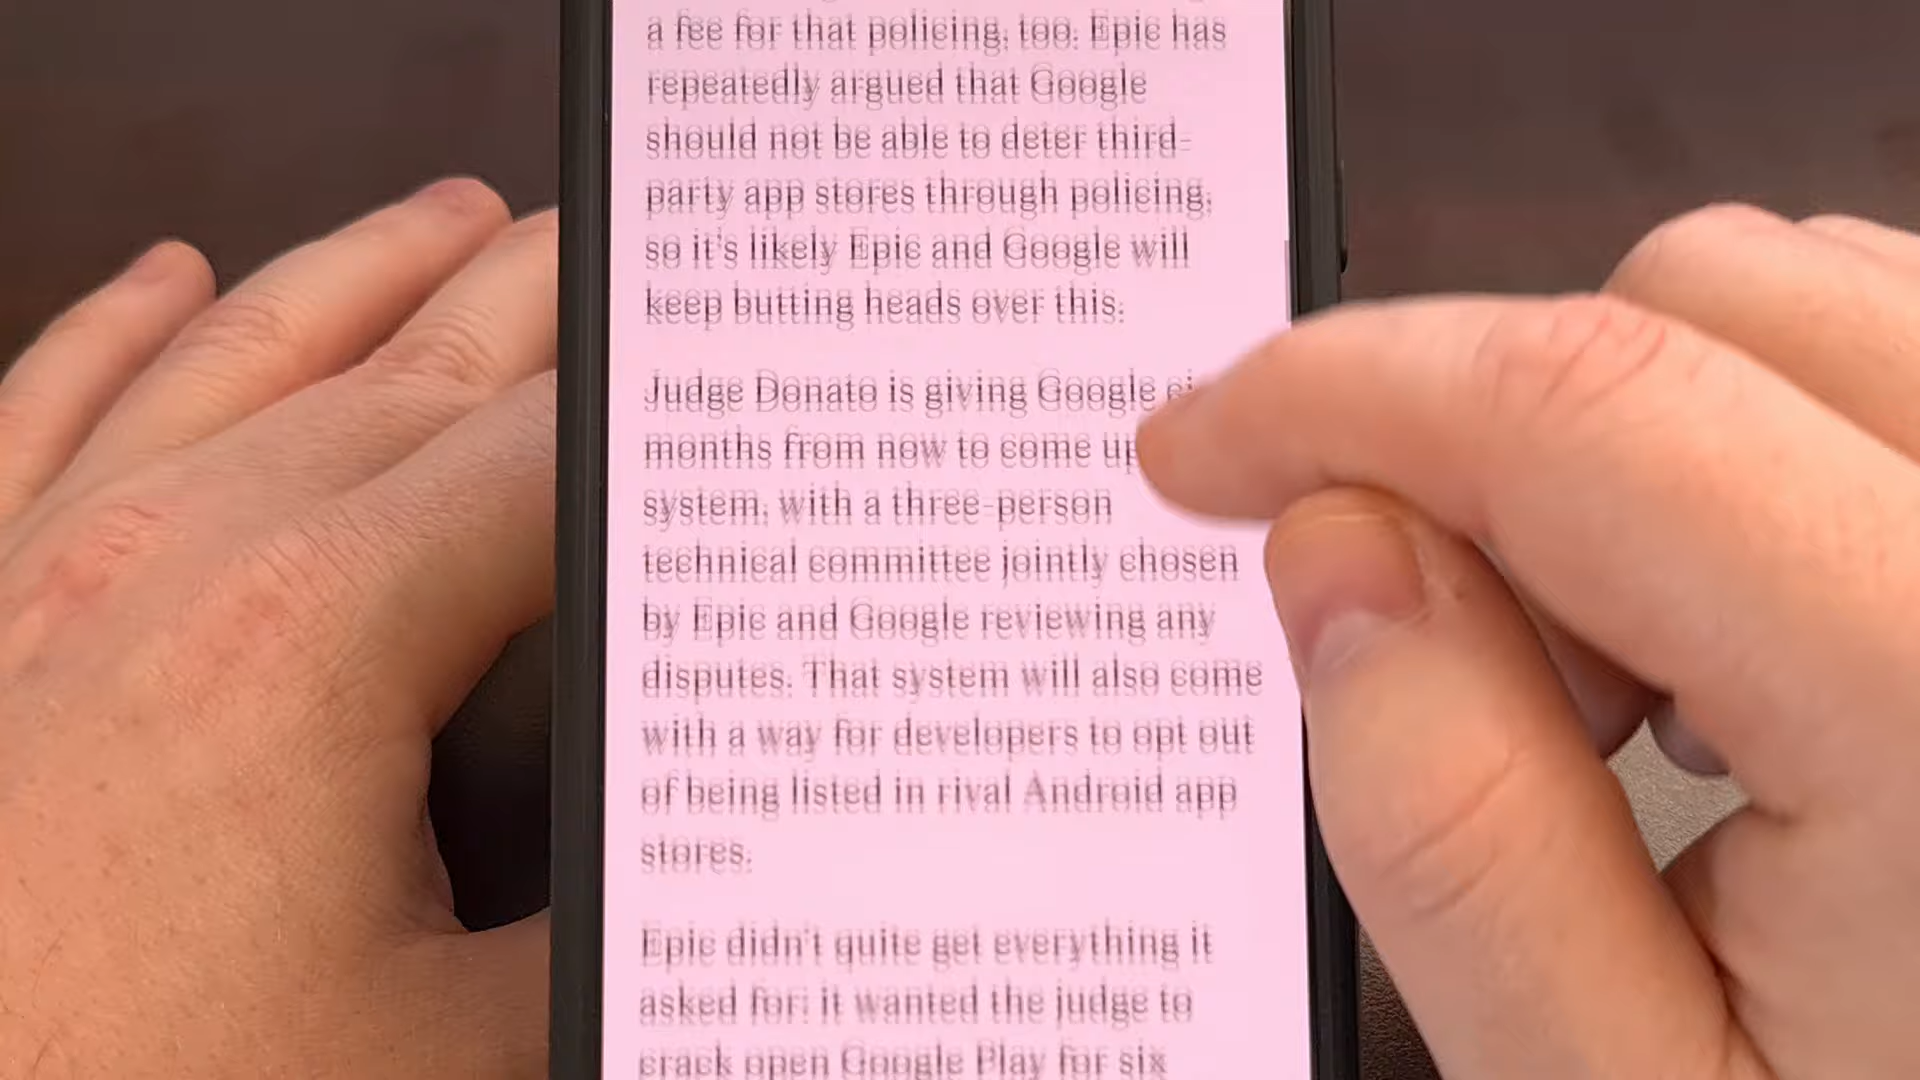 a fee for that policing, too. Epic has
repeatedly argued that Google
should not be able to deter third-
party app stores through policing,
so it's likely Epic and Google will
keep butting heads over this.
Judge Donato is giving Google
months from now to come up
system, with a three-person
technical committee jointly chosen
by Epic and Google reviewing any
disputes. That system will also come
with a way for developers to opt out
of being listed in rival Android app
stores.
Epic didn't quite get everything it
asked for: it wanted the judge to
crack open Google Play for six